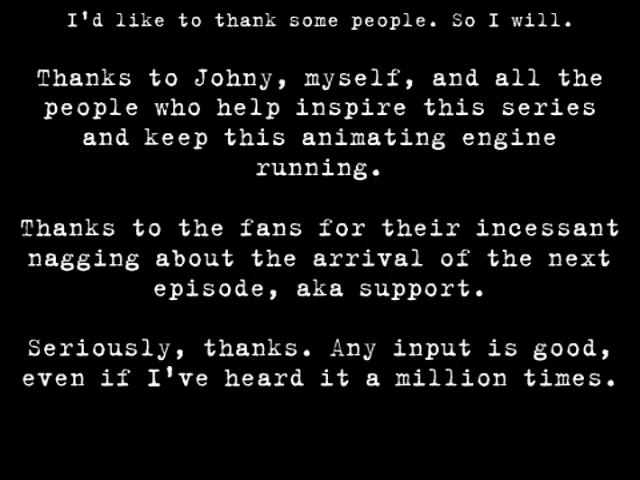 I'd like to thank some people. So I will.
Thanks to Johny, myself, and all the
people who help inspire this series
and keep this animating engine
running.
Thanks to the fans for their incessant
nagging about the arrival of the next
episode, aka support.
Seriously, thanks. Any input is good,
even if I've heard it a million times.